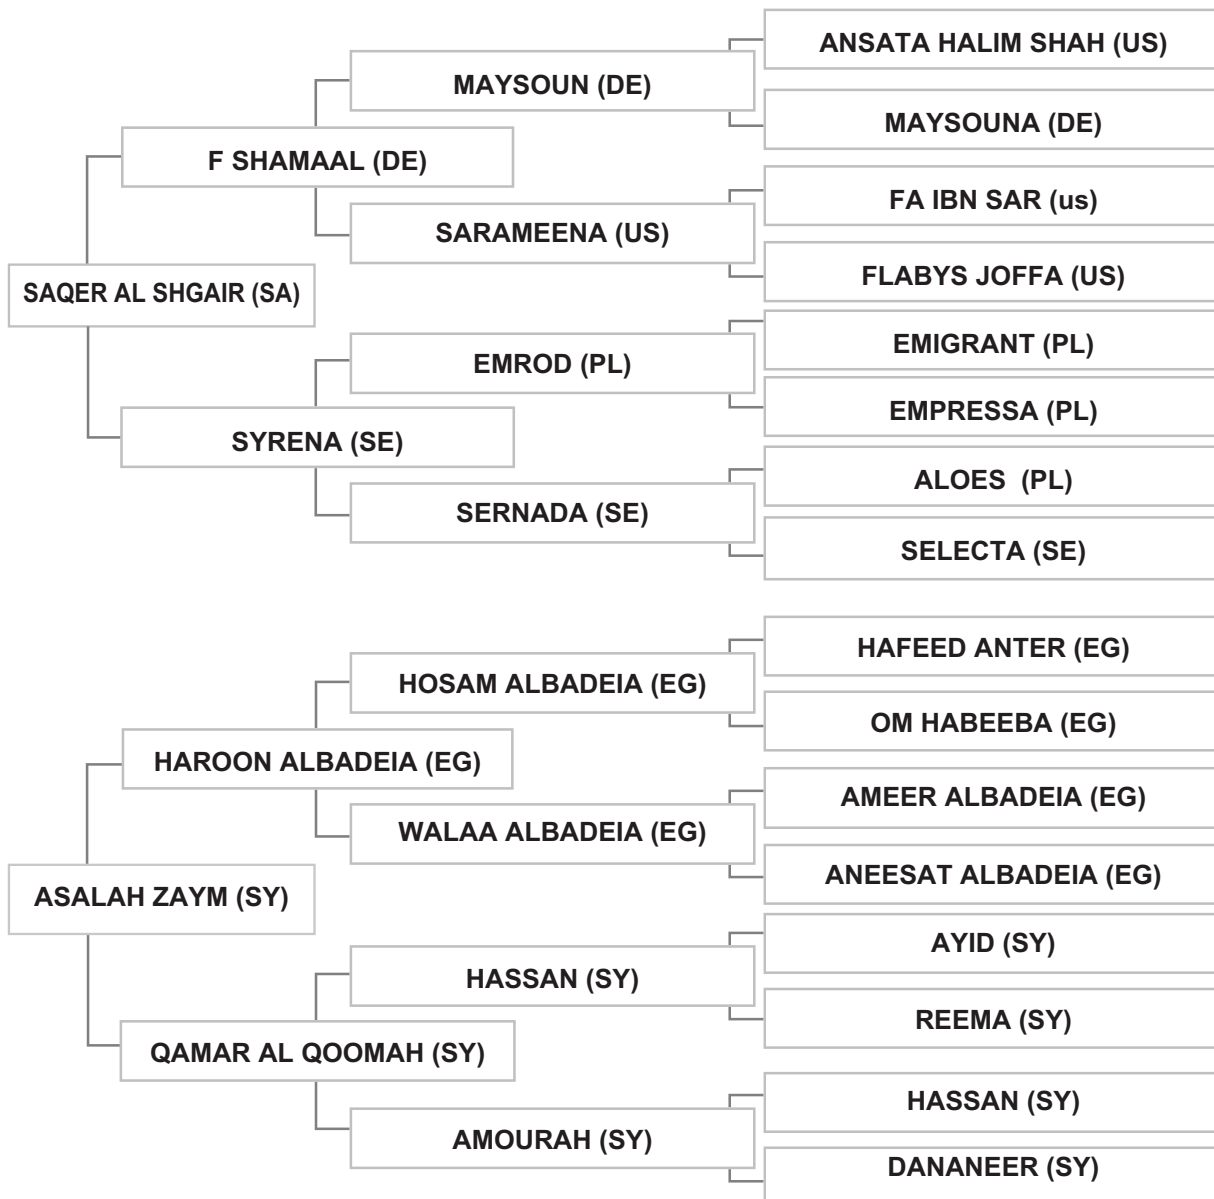 ANSATA HALIM SHAH (US)
MAYSOUN (DE)
MAYSOUNA (DE)
F SHAMAAL (DE)
FA IBN SAR (us)
SARAMEENA (US)
FLABYS JOFFA (US)
SAQER AL SHGAIR (SA)
EMIGRANT (PL)
EMROD (PL)
EMPRESSA (PL)
SYRENA (SE)
ALOES (PL)
SERNADA (SE)
SELECTA (SE)
HAFEED ANTER (EG)
HOSAM ALBADEIA (EG)
OM HABEEBA (EG)
HAROON ALBADEIA (EG)
AMEER ALBADEIA (EG)
WALAA ALBADEIA (EG)
ANEESAT ALBADEIA (EG)
ASALAH ZAYM (SY)
AYID (SY)
HASSAN (SY)
REEMA (SY)
QAMAR AL QOOMAH (SY)
HASSAN (SY)
AMOURAH (SY)
DANANEER (SY)